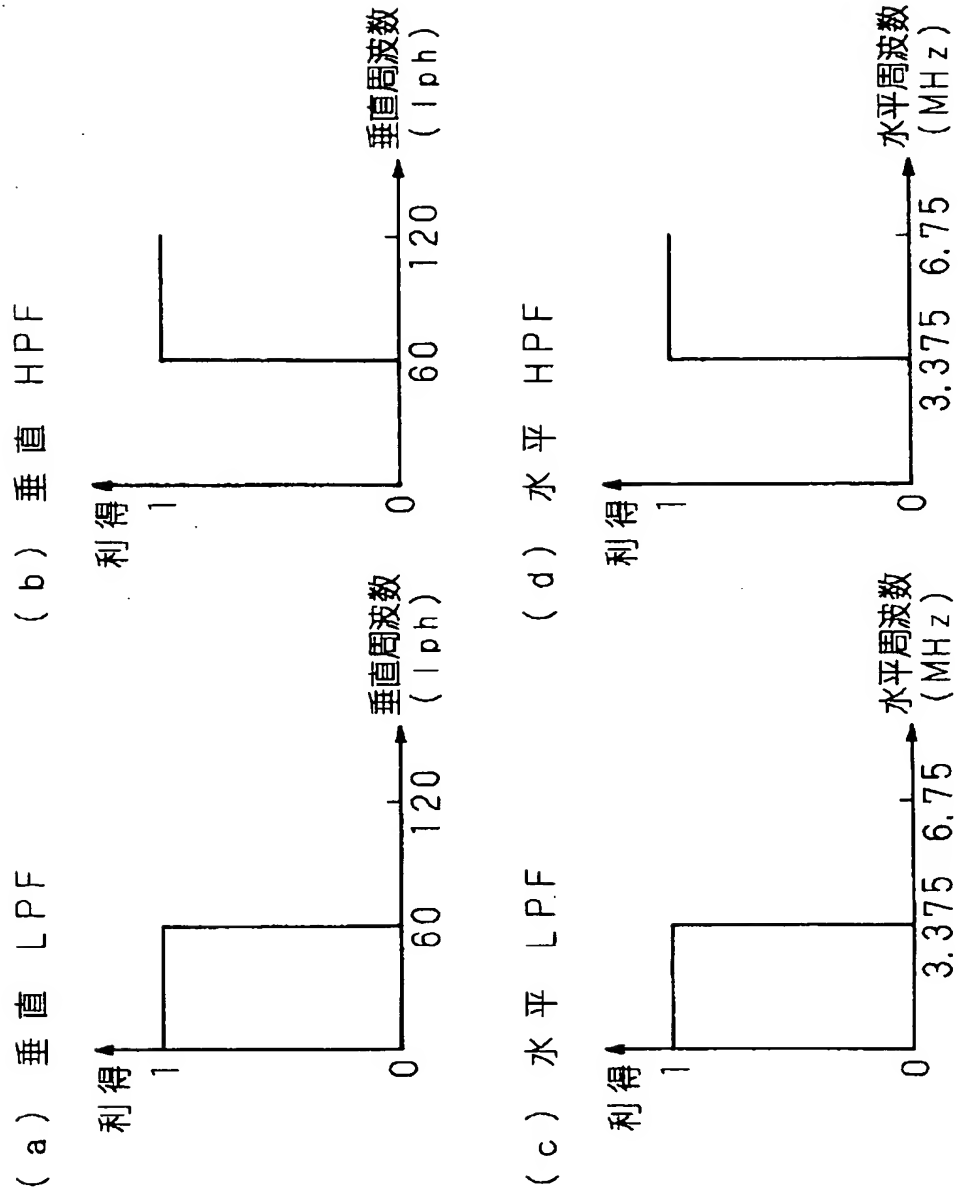 (a) 垂直 LPF
利得
1
0
60 120
垂直周波数
(lph)
(b) 垂直 HPF
利得
1
0
60 120
垂直周波数
(lph)
(c) 水平 LPF
利得
1
0
3.375 6.75
水平周波数
(MHz)
(d) 水平 HPF
利得
1
0
3.375 6.75
水平周波数
(MHz)